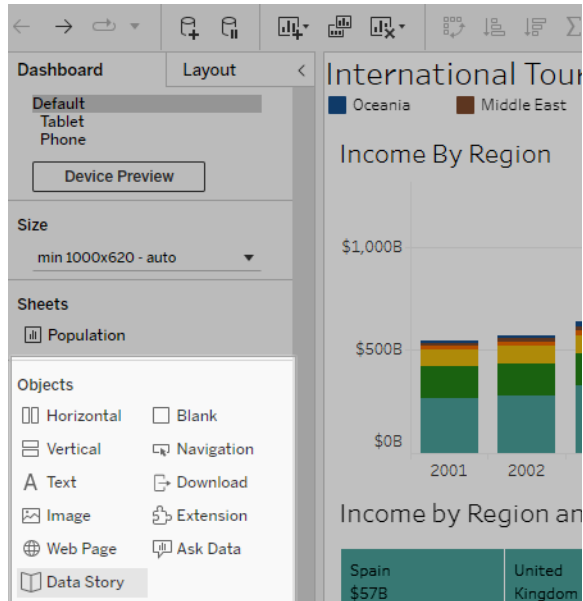 Dashboard
Layout
Default
Tablet
Phone
Device Preview
Size
min 1000x620 - auto
Sheets
Population
Objects
Horizontal
Blank
Vertical
Navigation
Text
Download
Image
Extension
Web Page
Ask Data
Data Story
International Tour
Oceania
Middle East
Income By Region
$1,000B
$500B
$0B
2001
2002
Income by Region an
Spain
$57B
United
Kingdom